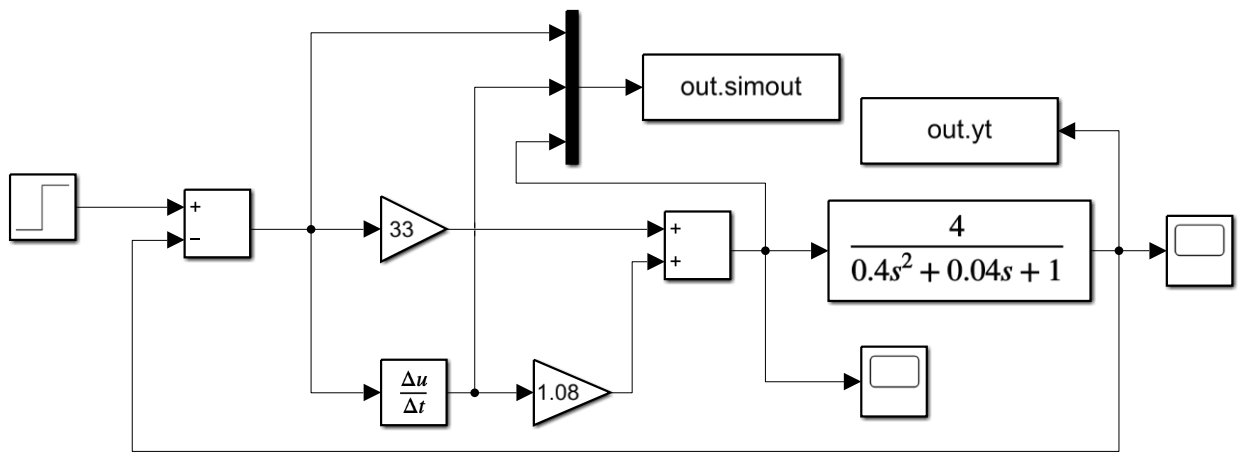 out.simout
out.yt
+
−
33
+
+
4
0.4s² + 0.04s + 1
Δu
Δt
1.08